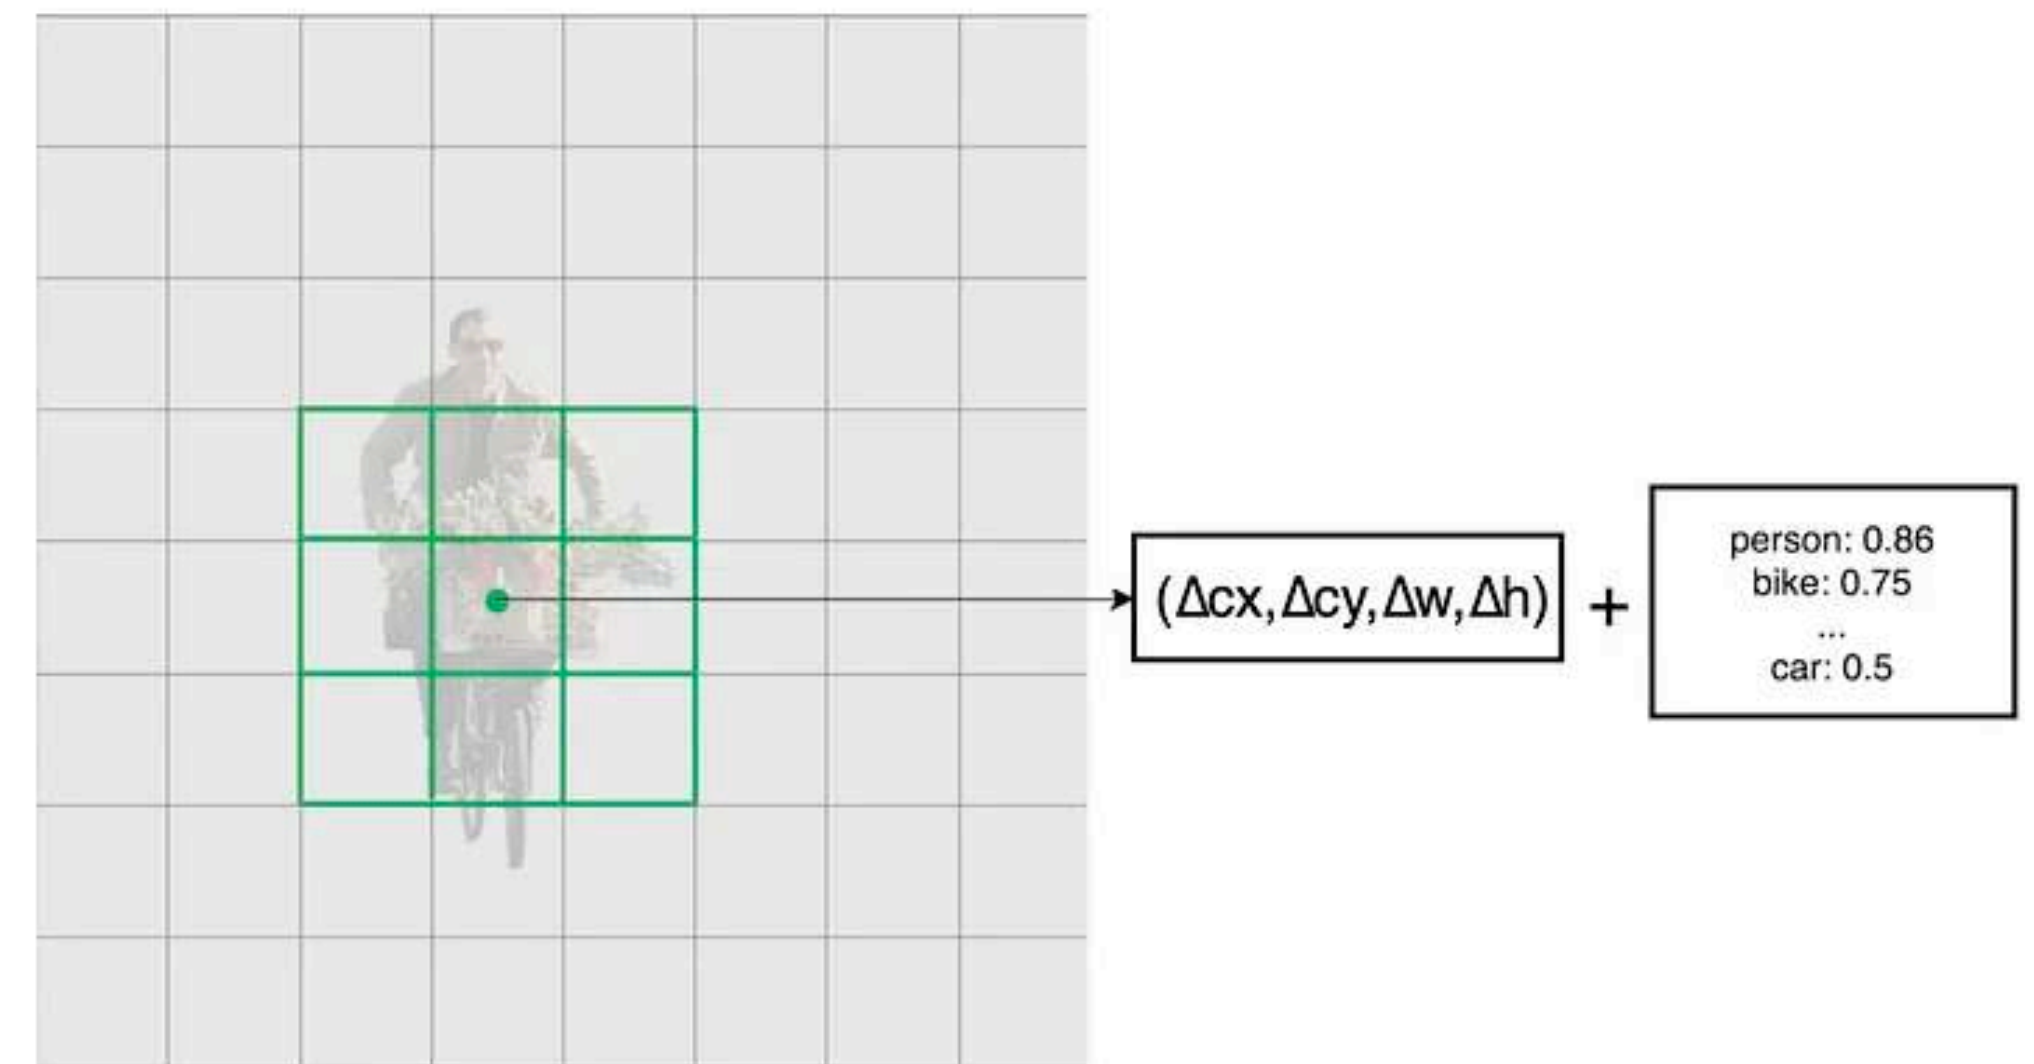 (Δcx,Δcy,Δw,Δh)
+
person: 0.86
bike: 0.75
...
car: 0.5